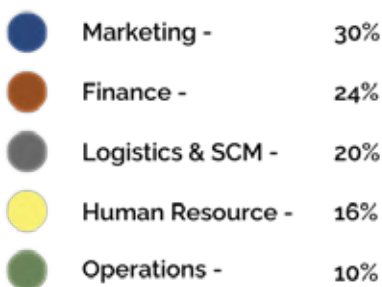 Marketing - 30%
Finance - 24%
Logistics & SCM - 20%
Human Resource - 16%
Operations - 10%